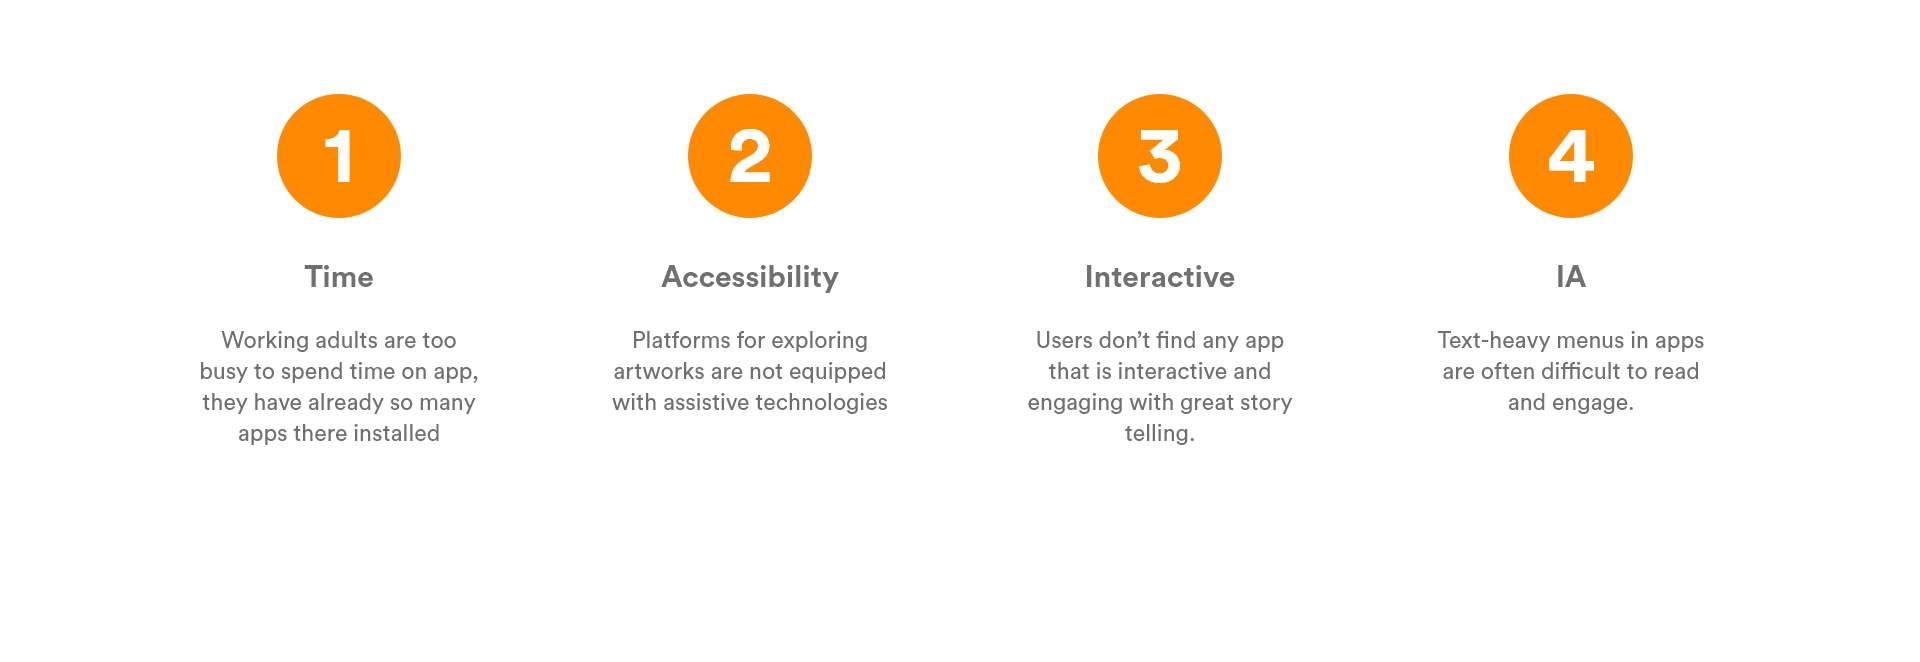 1
Time
Working adults are too
busy to spend time on app,
they have already so many
apps there installed
2
Accessibility
Platforms for exploring
artworks are not equipped
with assistive technologies
3
Interactive
Users don’t find any app
that is interactive and
engaging with great story
telling.
4
IA
Text-heavy menus in apps
are often difficult to read
and engage.